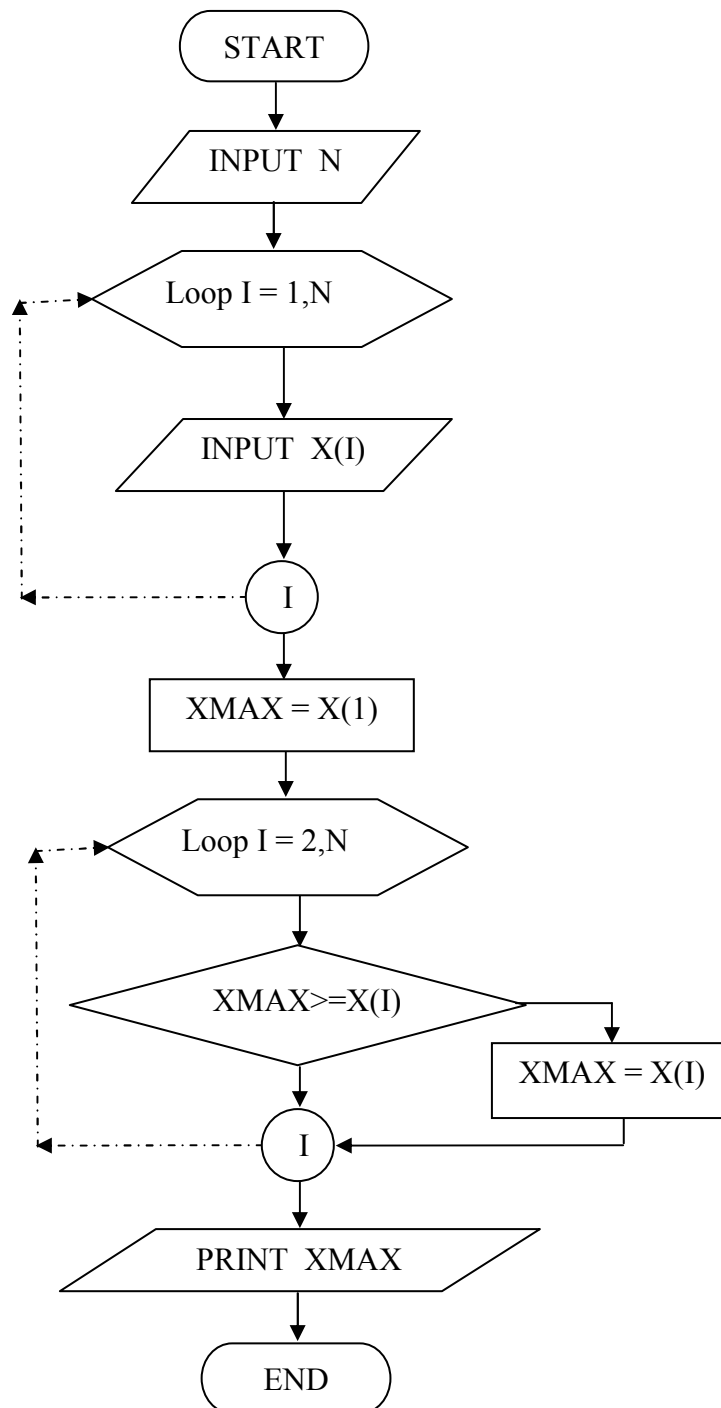 START
INPUT N
Loop I = 1,N
INPUT X(I)
I
XMAX = X(1)
Loop I = 2,N
XMAX>=X(I)
XMAX = X(I)
I
PRINT XMAX
END